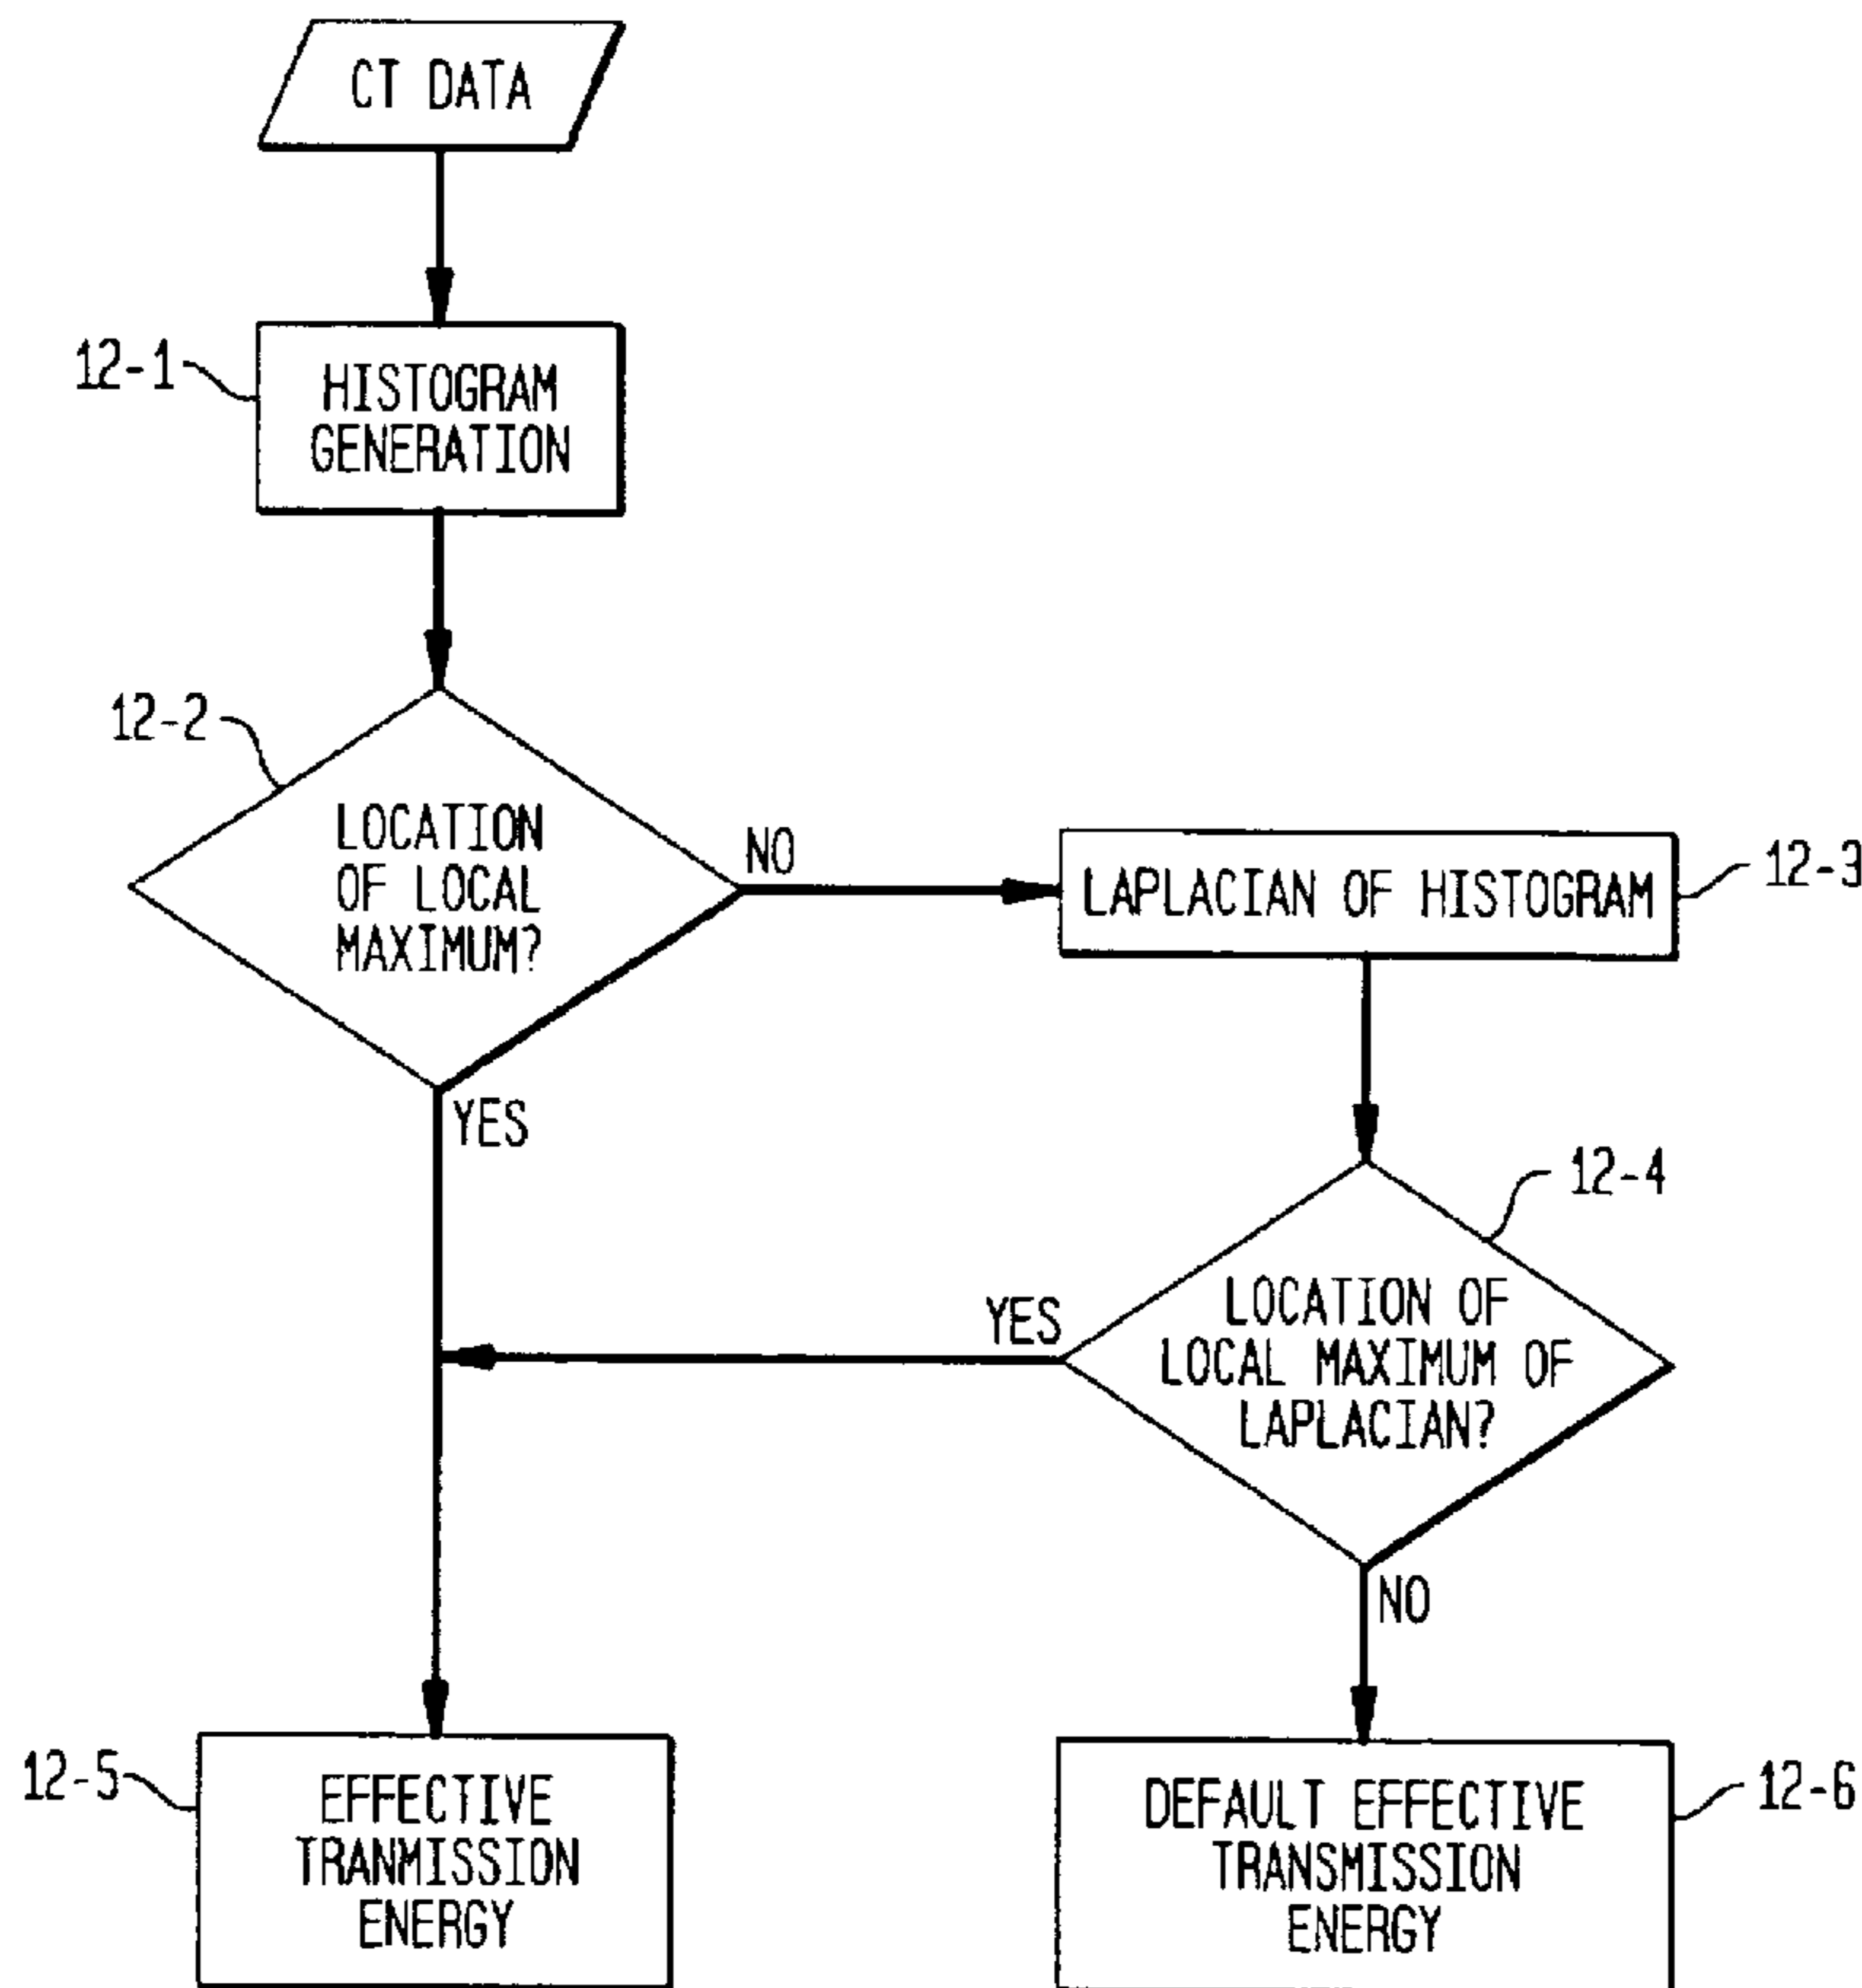 CT DATA
12-1
HISTOGRAM
GENERATION
12-2
LOCATION
OF LOCAL
MAXIMUM?
NO
LAPLACIAN OF HISTOGRAM
12-3
YES
12-4
LOCATION OF
LOCAL MAXIMUM OF
LAPLACIAN?
YES
NO
12-5
EFFECTIVE
TRANMISSION
ENERGY
DEFAULT EFFECTIVE
TRANSMISSION
ENERGY
12-6